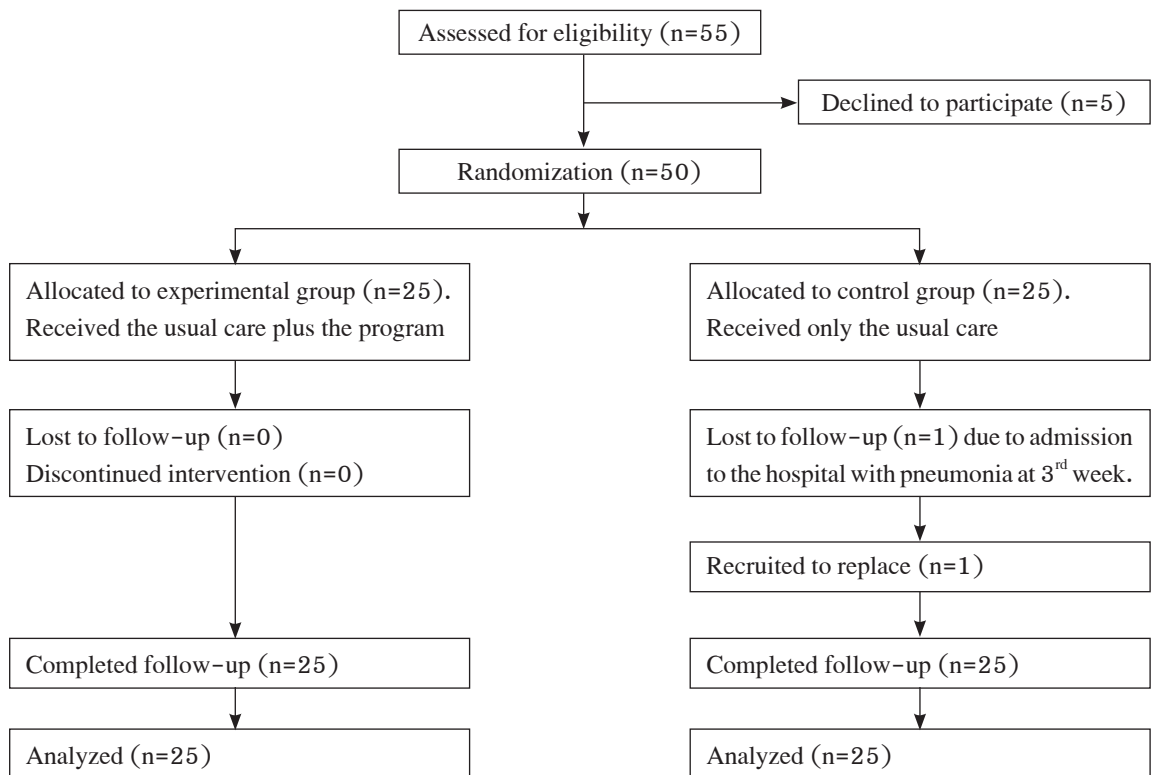 Assessed for eligibility (n=55)
Declined to participate (n=5)
Randomization (n=50)
Allocated to experimental group (n=25).
Received the usual care plus the program
Allocated to control group (n=25).
Received only the usual care
Lost to follow-up (n=0)
Discontinued intervention (n=0)
Lost to follow-up (n=1) due to admission
to the hospital with pneumonia at 3rd week.
Recruited to replace (n=1)
Completed follow-up (n=25)
Completed follow-up (n=25)
Analyzed (n=25)
Analyzed (n=25)